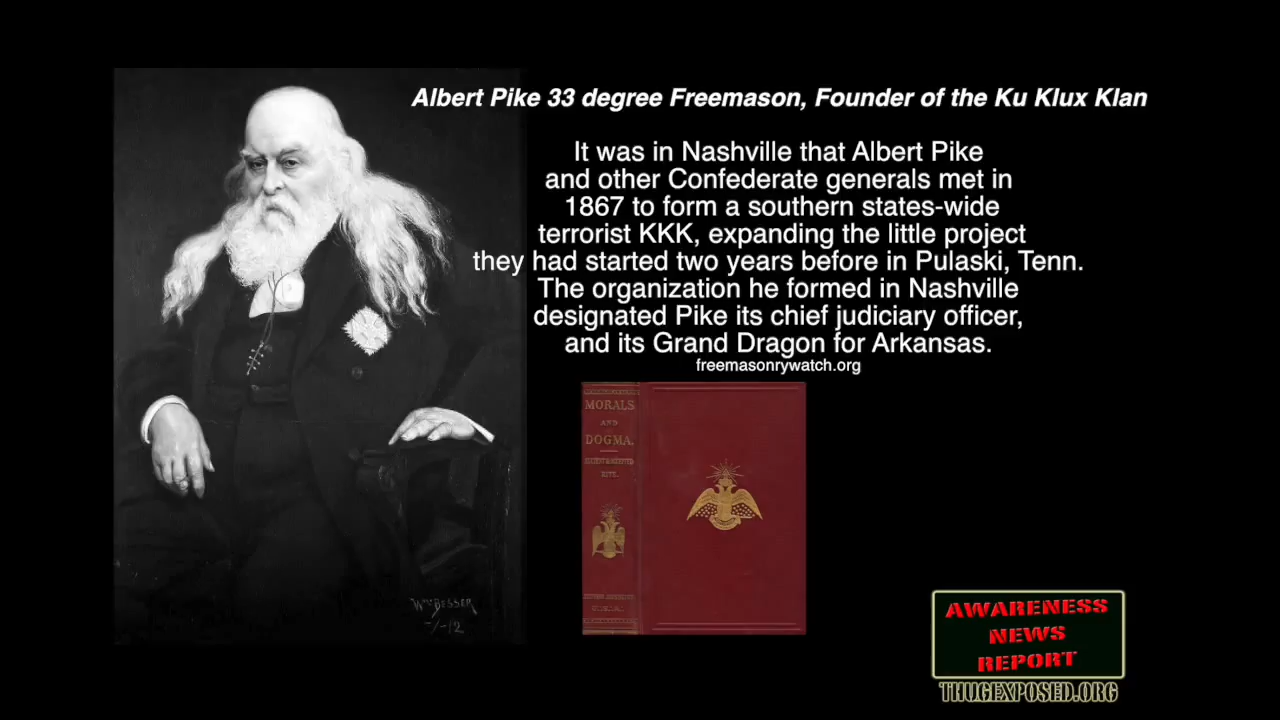 Albert Pike 33 degree Freemason, Founder of the Ku Klux Klan
It was in Nashville that Albert Pike
and other Confederate generals met in
1867 to form a southern states-wide
terrorist KKK, expanding the little project
they had started two years before in Pulaski, Tenn.
The organization he formed in Nashville
designated Pike its chief judiciary officer,
and its Grand Dragon for Arkansas.
freemasonrywatch.org
MORALS
AND
DOGMA.
RITE.
BESSER
AWARENESS
NEWS
REPORT
THUGEXPOSED.ORG